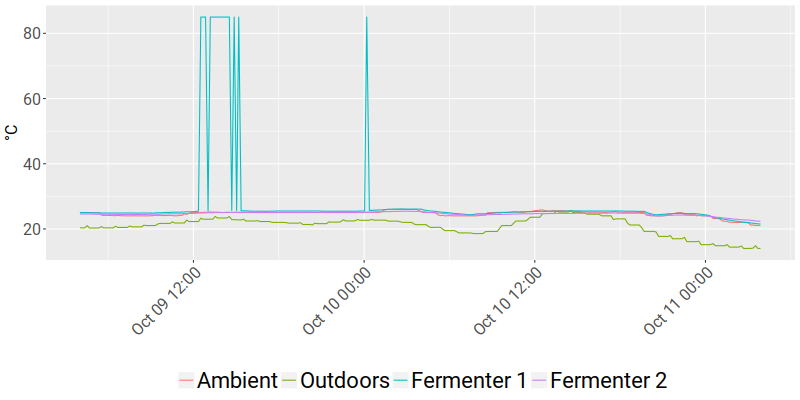 80
60
40
20
°C
Oct 09 12:00
Oct 10 00:00
Oct 10 12:00
Oct 11 00:00
Ambient Outdoors Fermenter 1 Fermenter 2